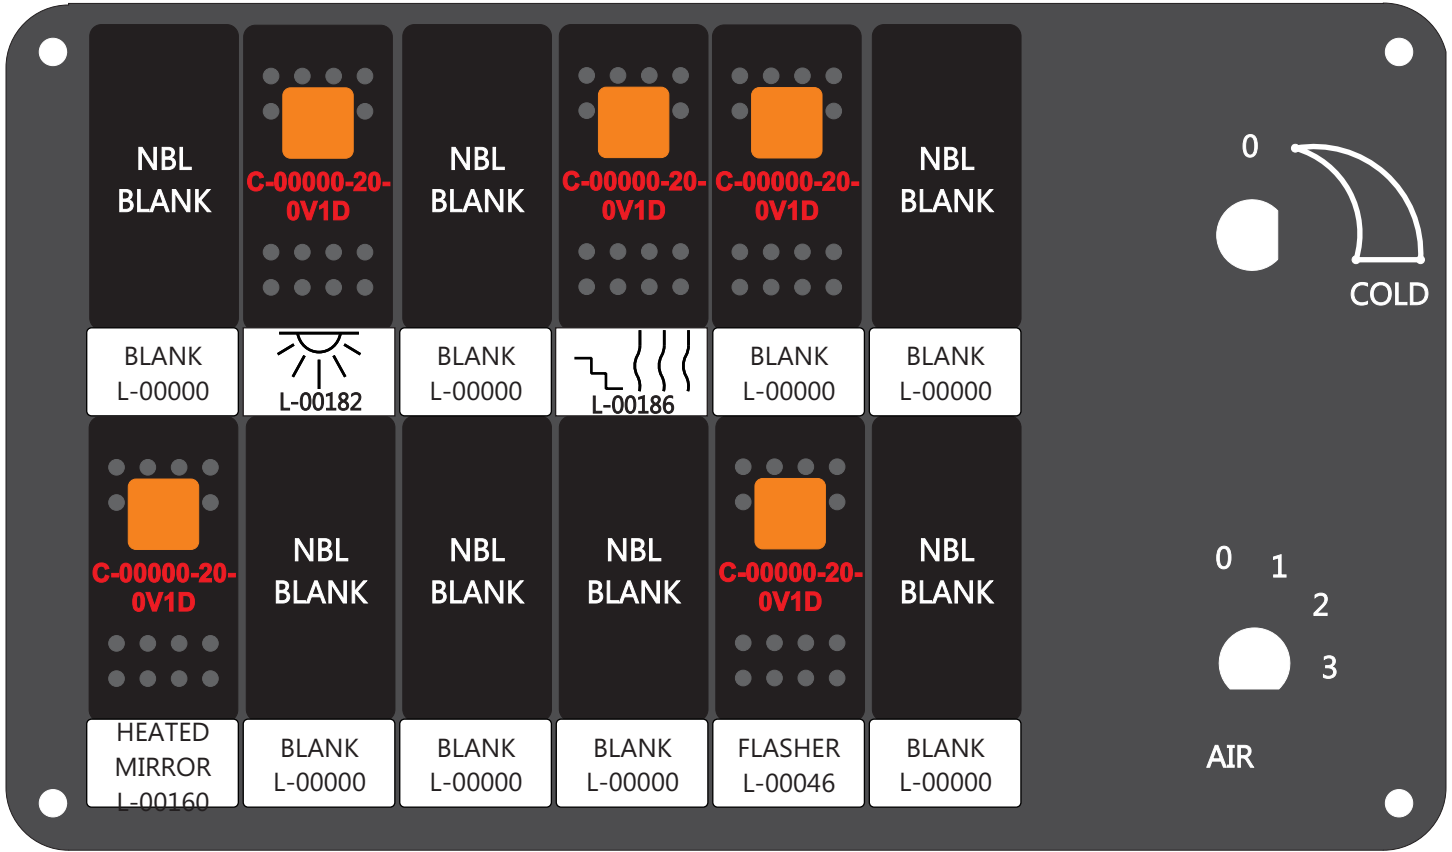 NBL
BLANK
C-00000-20-
0V1D
NBL
BLANK
C-00000-20-
0V1D
C-00000-20-
0V1D
NBL
BLANK
0
COLD
BLANK
L-00000
L-00182
BLANK
L-00000
L-00186
BLANK
L-00000
BLANK
L-00000
C-00000-20-
0V1D
NBL
BLANK
NBL
BLANK
NBL
BLANK
C-00000-20-
0V1D
NBL
BLANK
0
1
2
3
HEATED
MIRROR
L-00160
BLANK
L-00000
BLANK
L-00000
BLANK
L-00000
FLASHER
L-00046
BLANK
L-00000
AIR